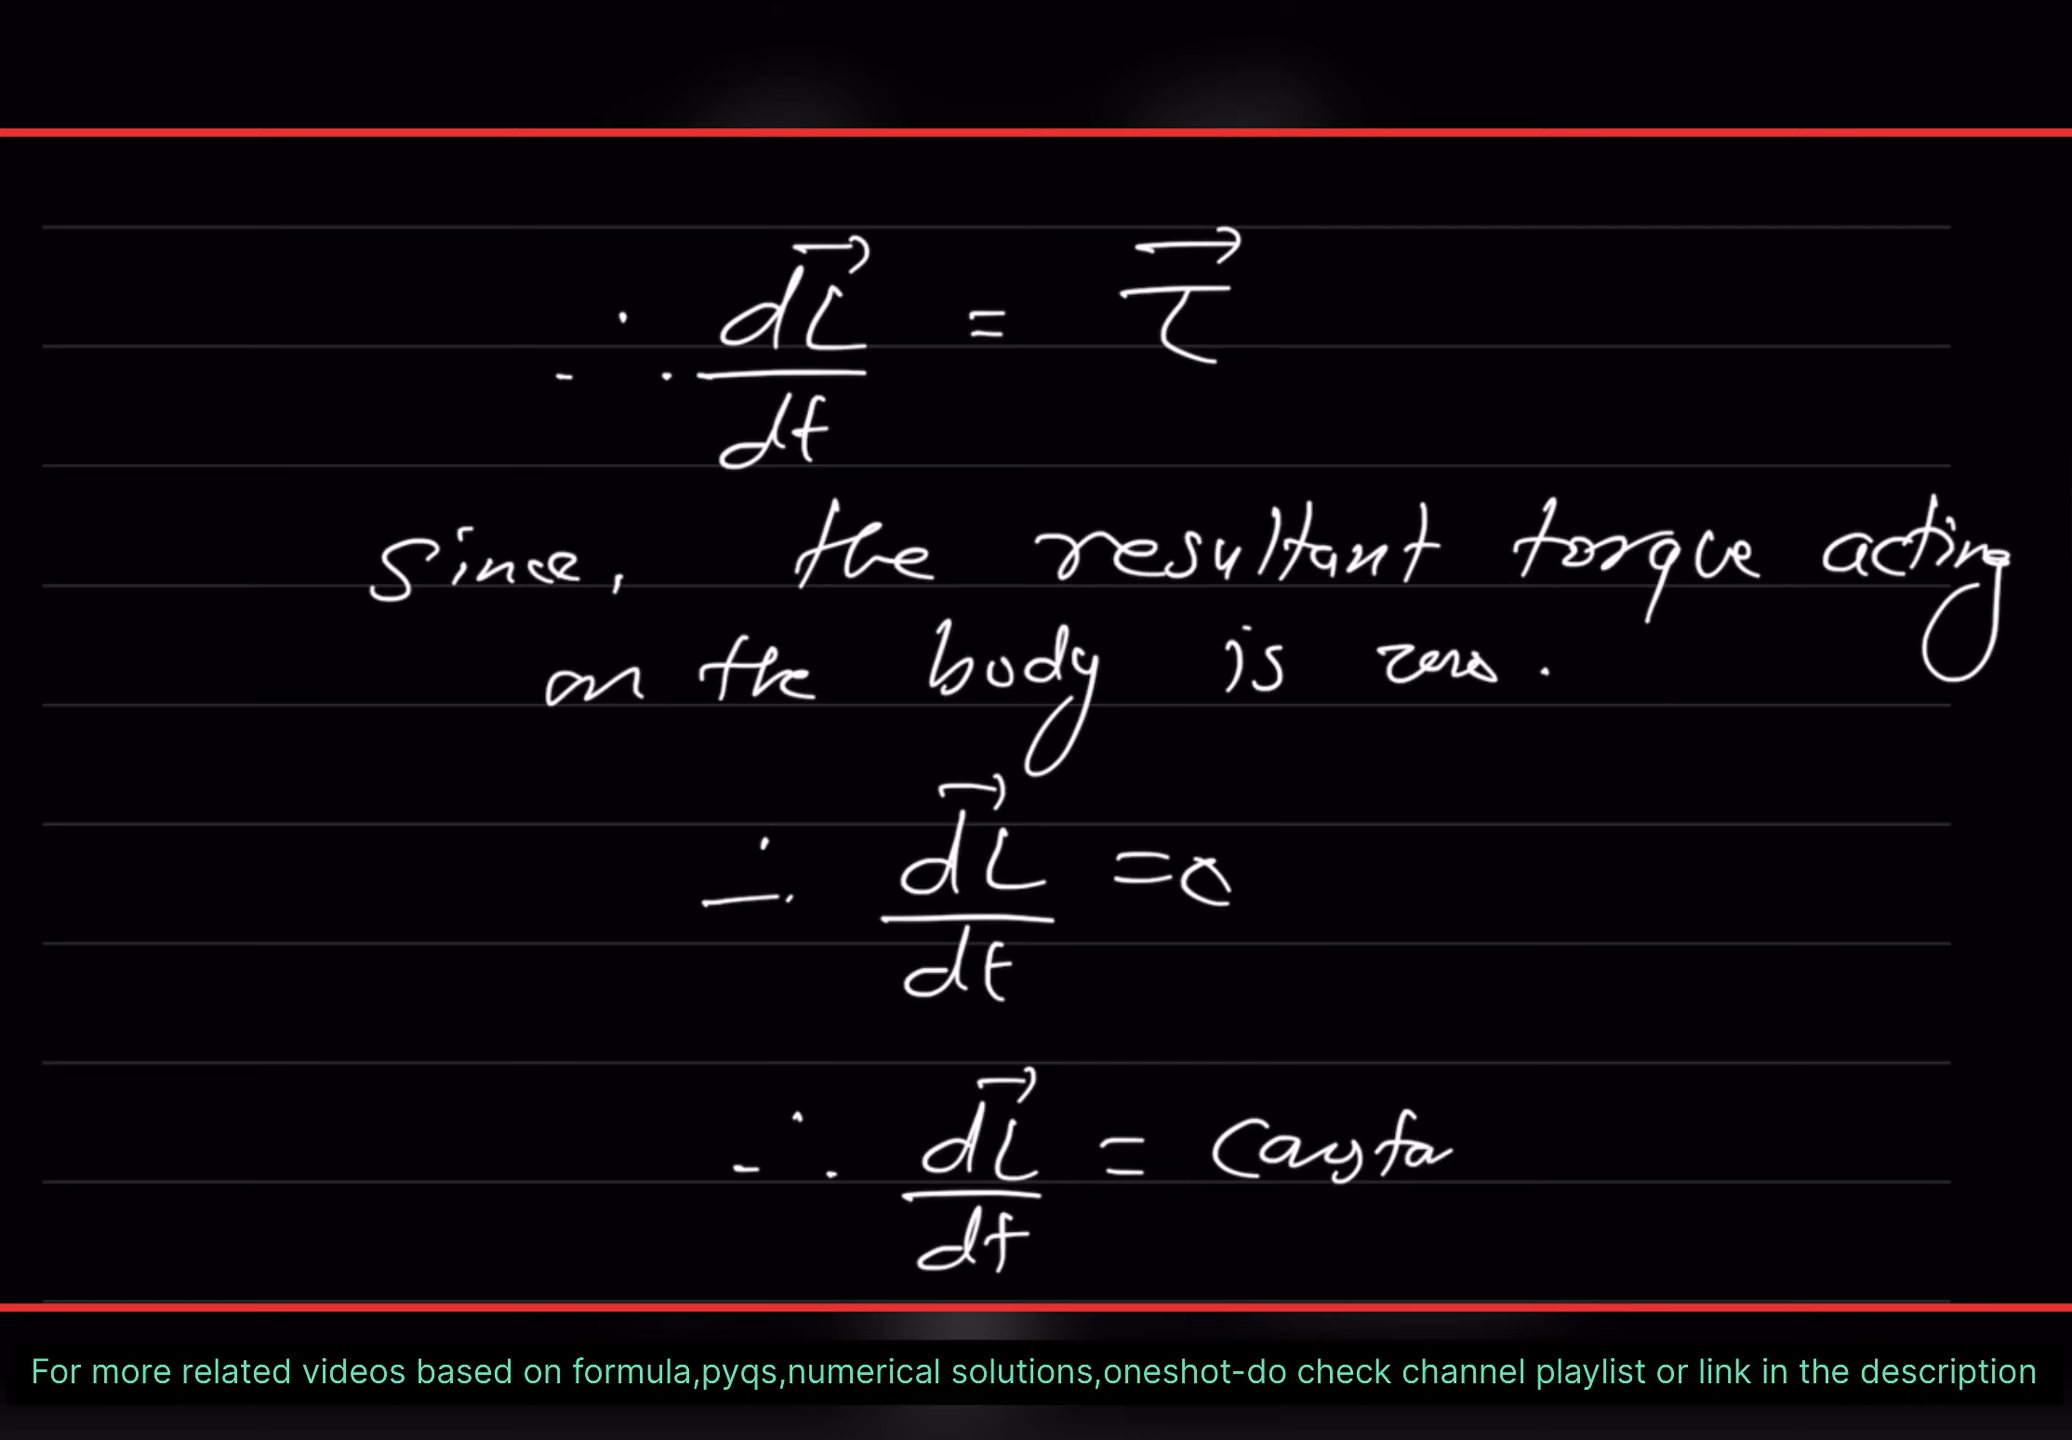 ∴ dL⃗/dt = τ⃗
Since, the resultant torque acting
on the body is zero.
∴ dL⃗/dt = 0
∴ dL⃗/dt =
For more related videos based on formula,pyqs,numerical solutions,oneshot-do check channel playlist or link in the description